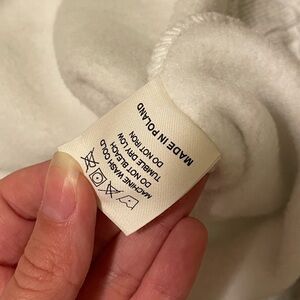 MACHINE WASH COLD
DO NOT BLEACH
TUMBLE DRY LOW
DO NOT IRON
MADE IN POLAND